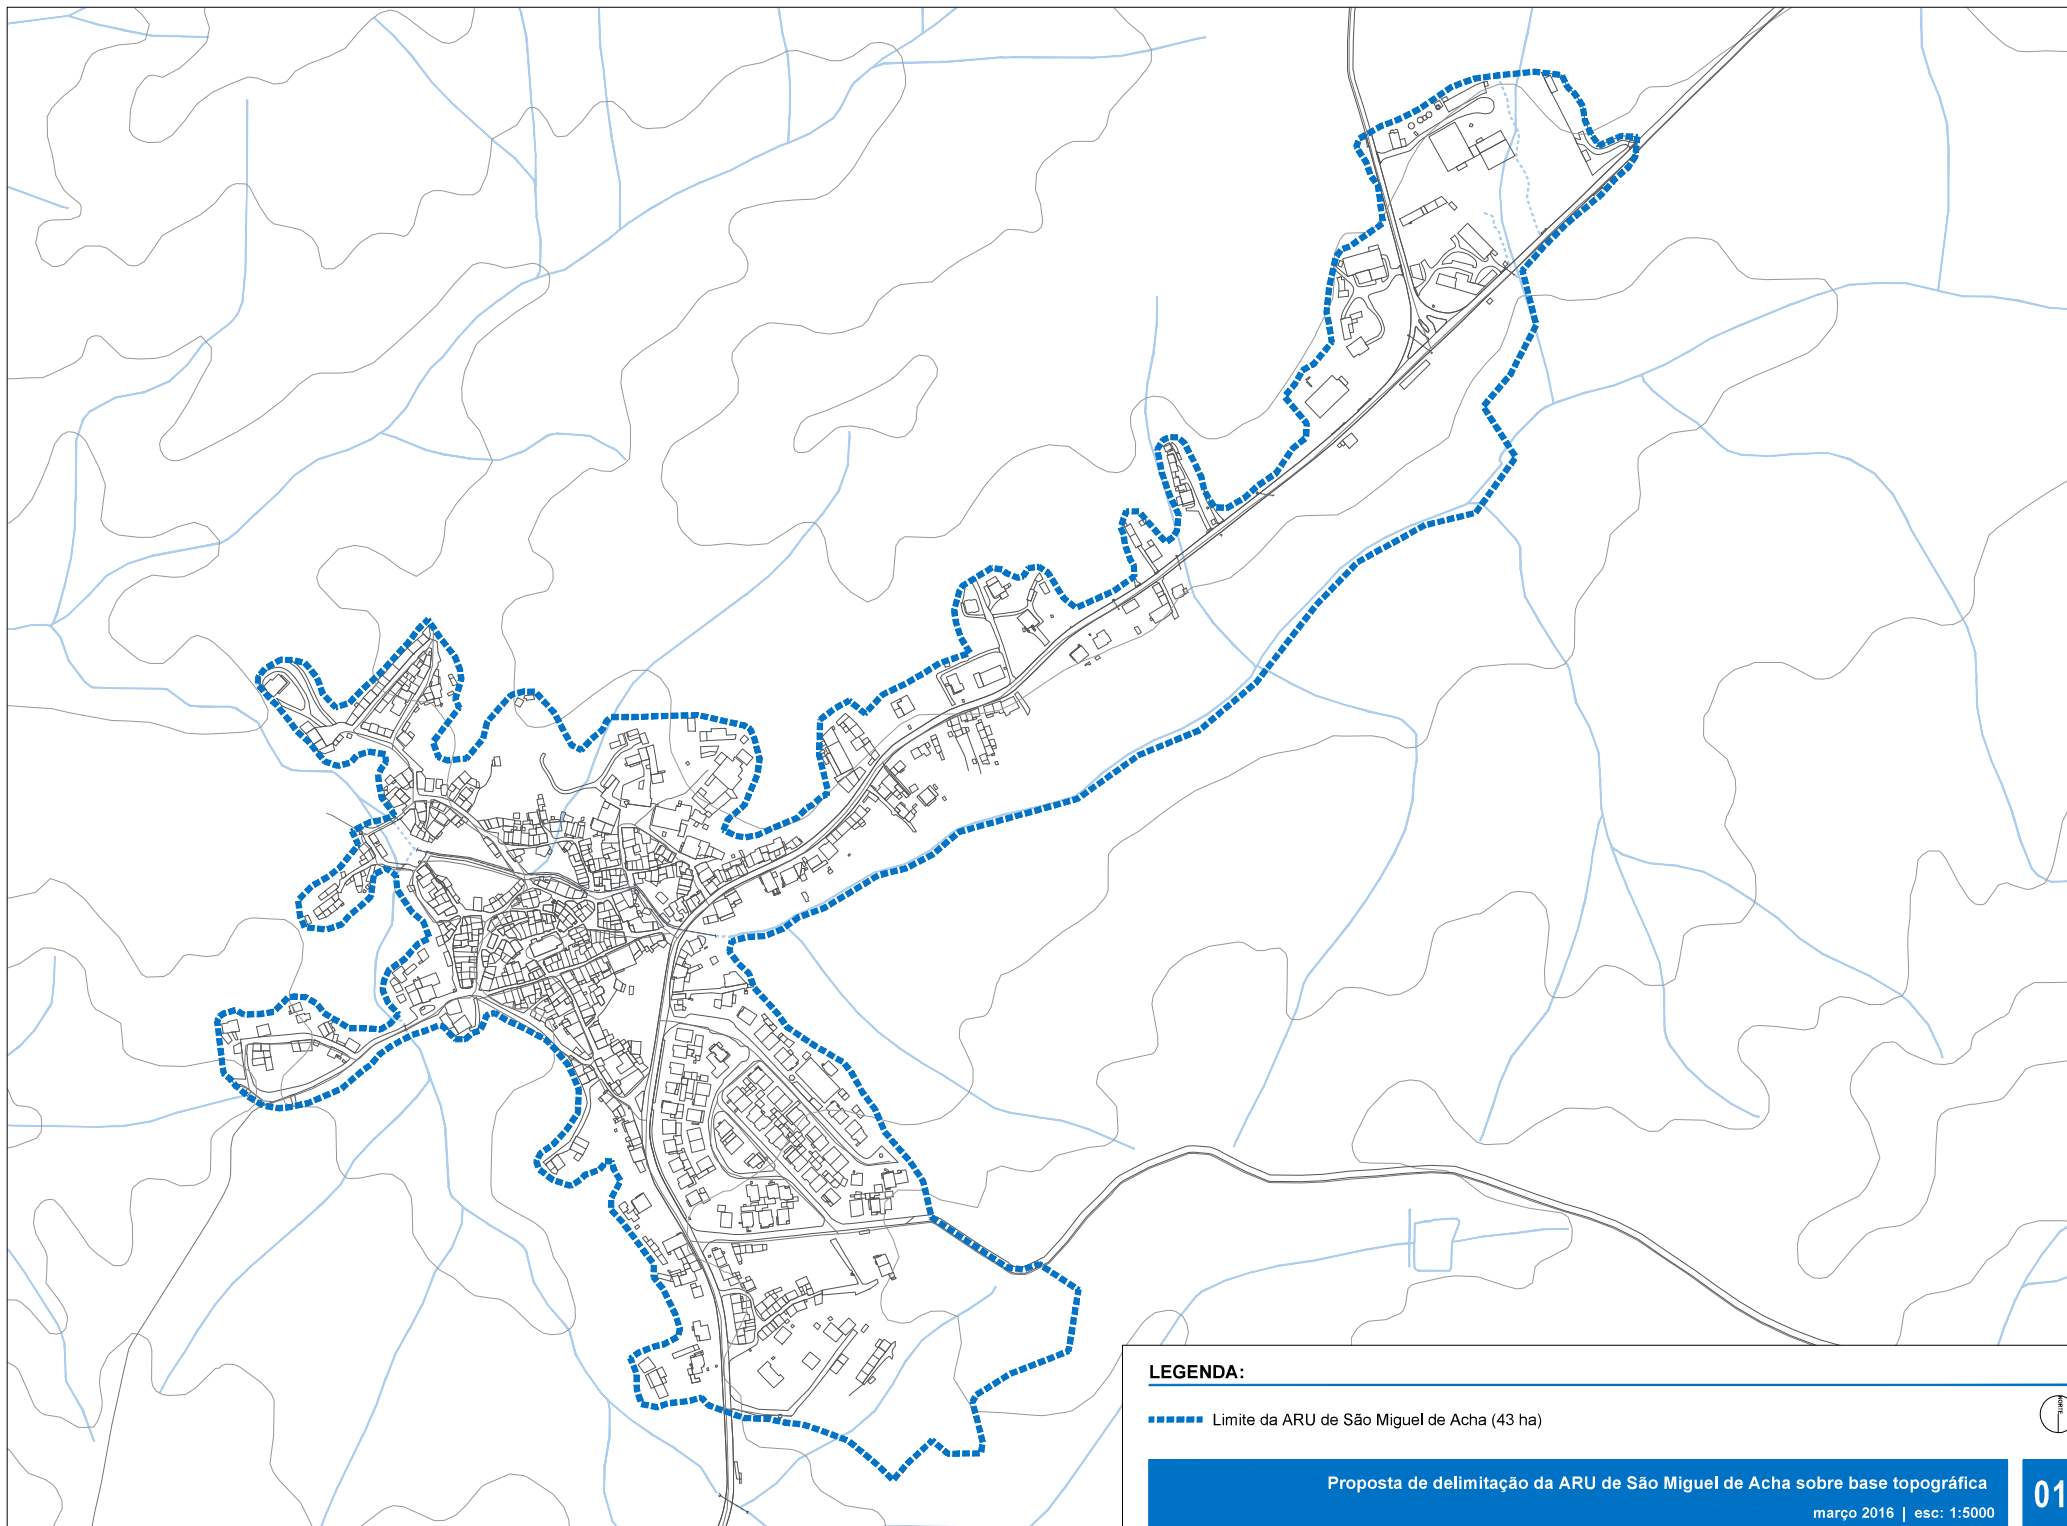 LEGENDA:
Limite da ARU de São Miguel de Acha (43 ha)
NORTE
Proposta de delimitação da ARU de São Miguel de Acha sobre base topográfica
março 2016 | esc: 1:5000
01